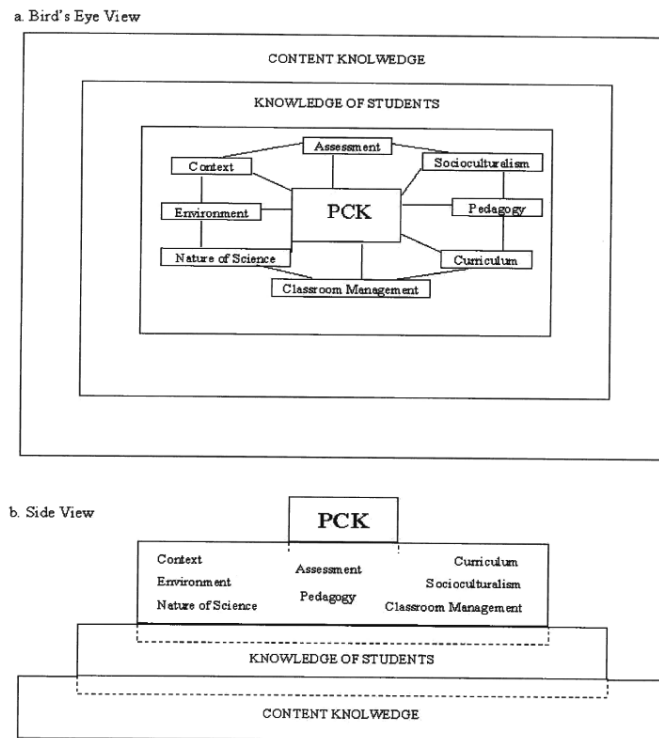 a. Bird's Eye View
CONTENT KNOLWEDGE
KNOWLEDGE OF STUDENTS
Assessment
Context
Socioculturalism
PCK
Environment
Pedagogy
Nature of Science
Curriculum
Classroom Management
b. Side View
PCK
Context
Assessment
Curriculum
Environment
Socioculturalism
Pedagogy
Nature of Science
Classroom Management
KNOWLEDGE OF STUDENTS
CONTENT KNOLWEDGE